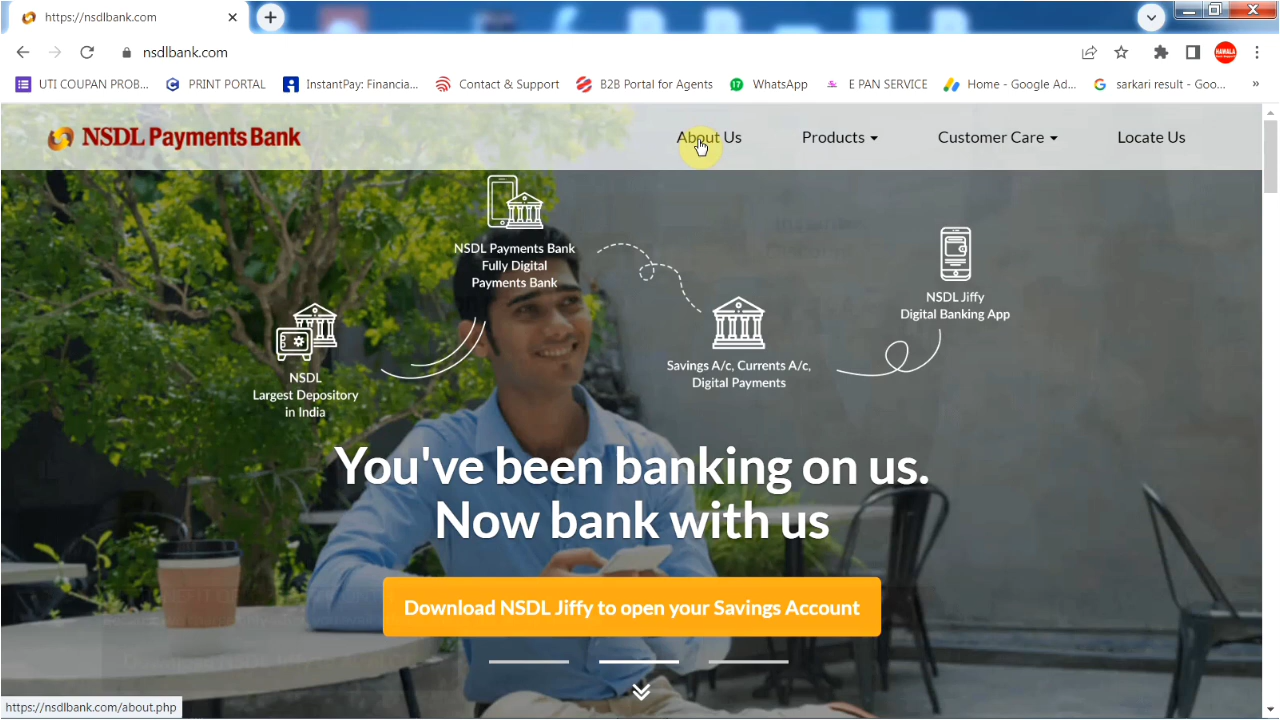 https://nsdlbank.com
nsdlbank.com
UTI COUPAN PROB...
PRINT PORTAL
InstantPay: Financia...
Contact & Support
B2B Portal for Agents
WhatsApp
E PAN SERVICE
Home - Google Ad...
sarkari result - Goo...
»
NSDL Payments Bank
About Us
Products
Customer Care
Locate Us
NSDL Payments Bank
Fully Digital
Payments Bank
NSDL Jiffy
Digital Banking App
Savings A/c, Currents A/c,
Digital Payments
NSDL
Largest Depository
in India
You've been banking on us.
Now bank with us
Download NSDL Jiffy to open your Savings Account
https://nsdlbank.com/about.php